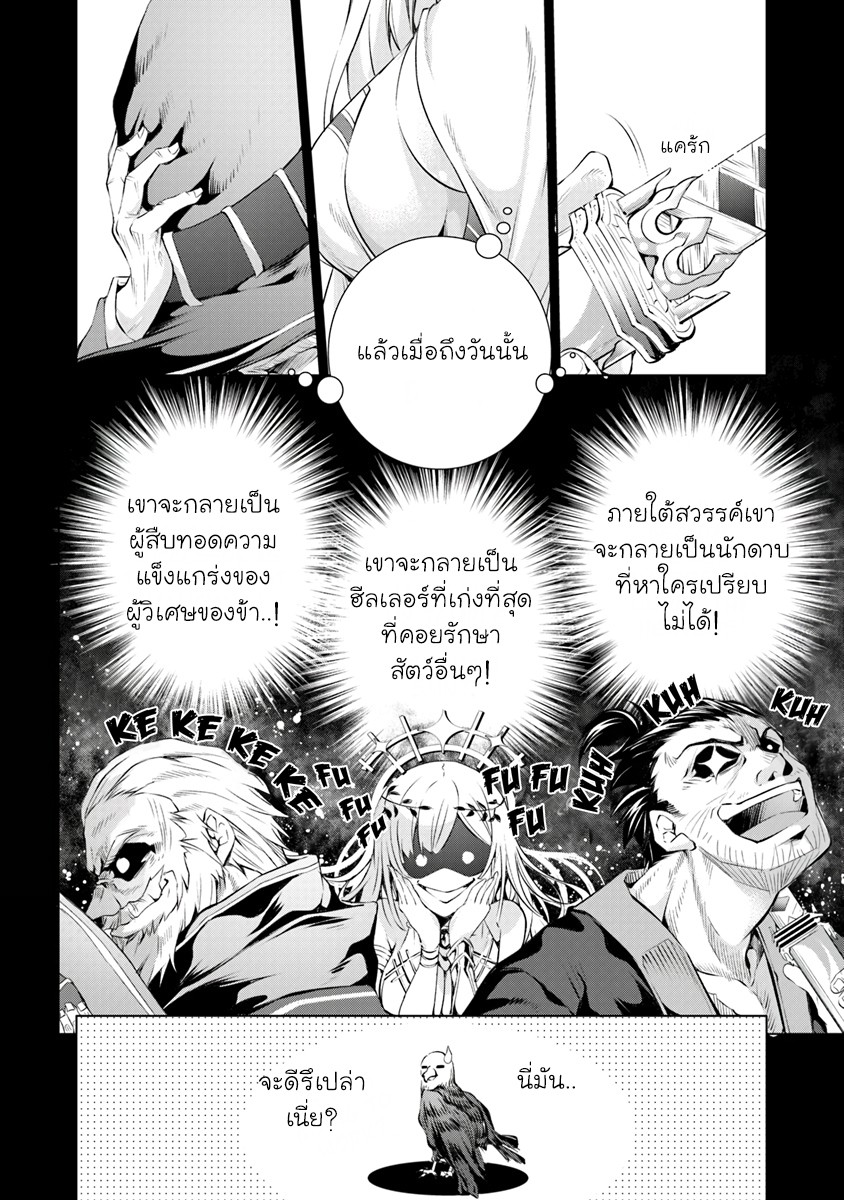 แคร้ก
แล้วเมื่อถึงวันนั้น
ภายใต้สวรรค์เขา
จะกลายเป็นนักดาบ
ที่หาใครเปรียบ
ไม่ได้!
เขาจะกลายเป็น
ฮีลเลอร์ที่เก่งที่สุด
ที่คอยรักษา
สัตว์อื่นๆ!
เขาจะกลายเป็น
ผู้สืบทอดความ
แข็งแกร่งของ
ผู้วิเศษของข้า..!
KUH
KUH
KUH
KUH
FU
FU
FU
FU
FU
FU
FU
KE
KE
KE
KE
KE
นี่มัน..
จะดีรึเปล่า
เนี่ย?